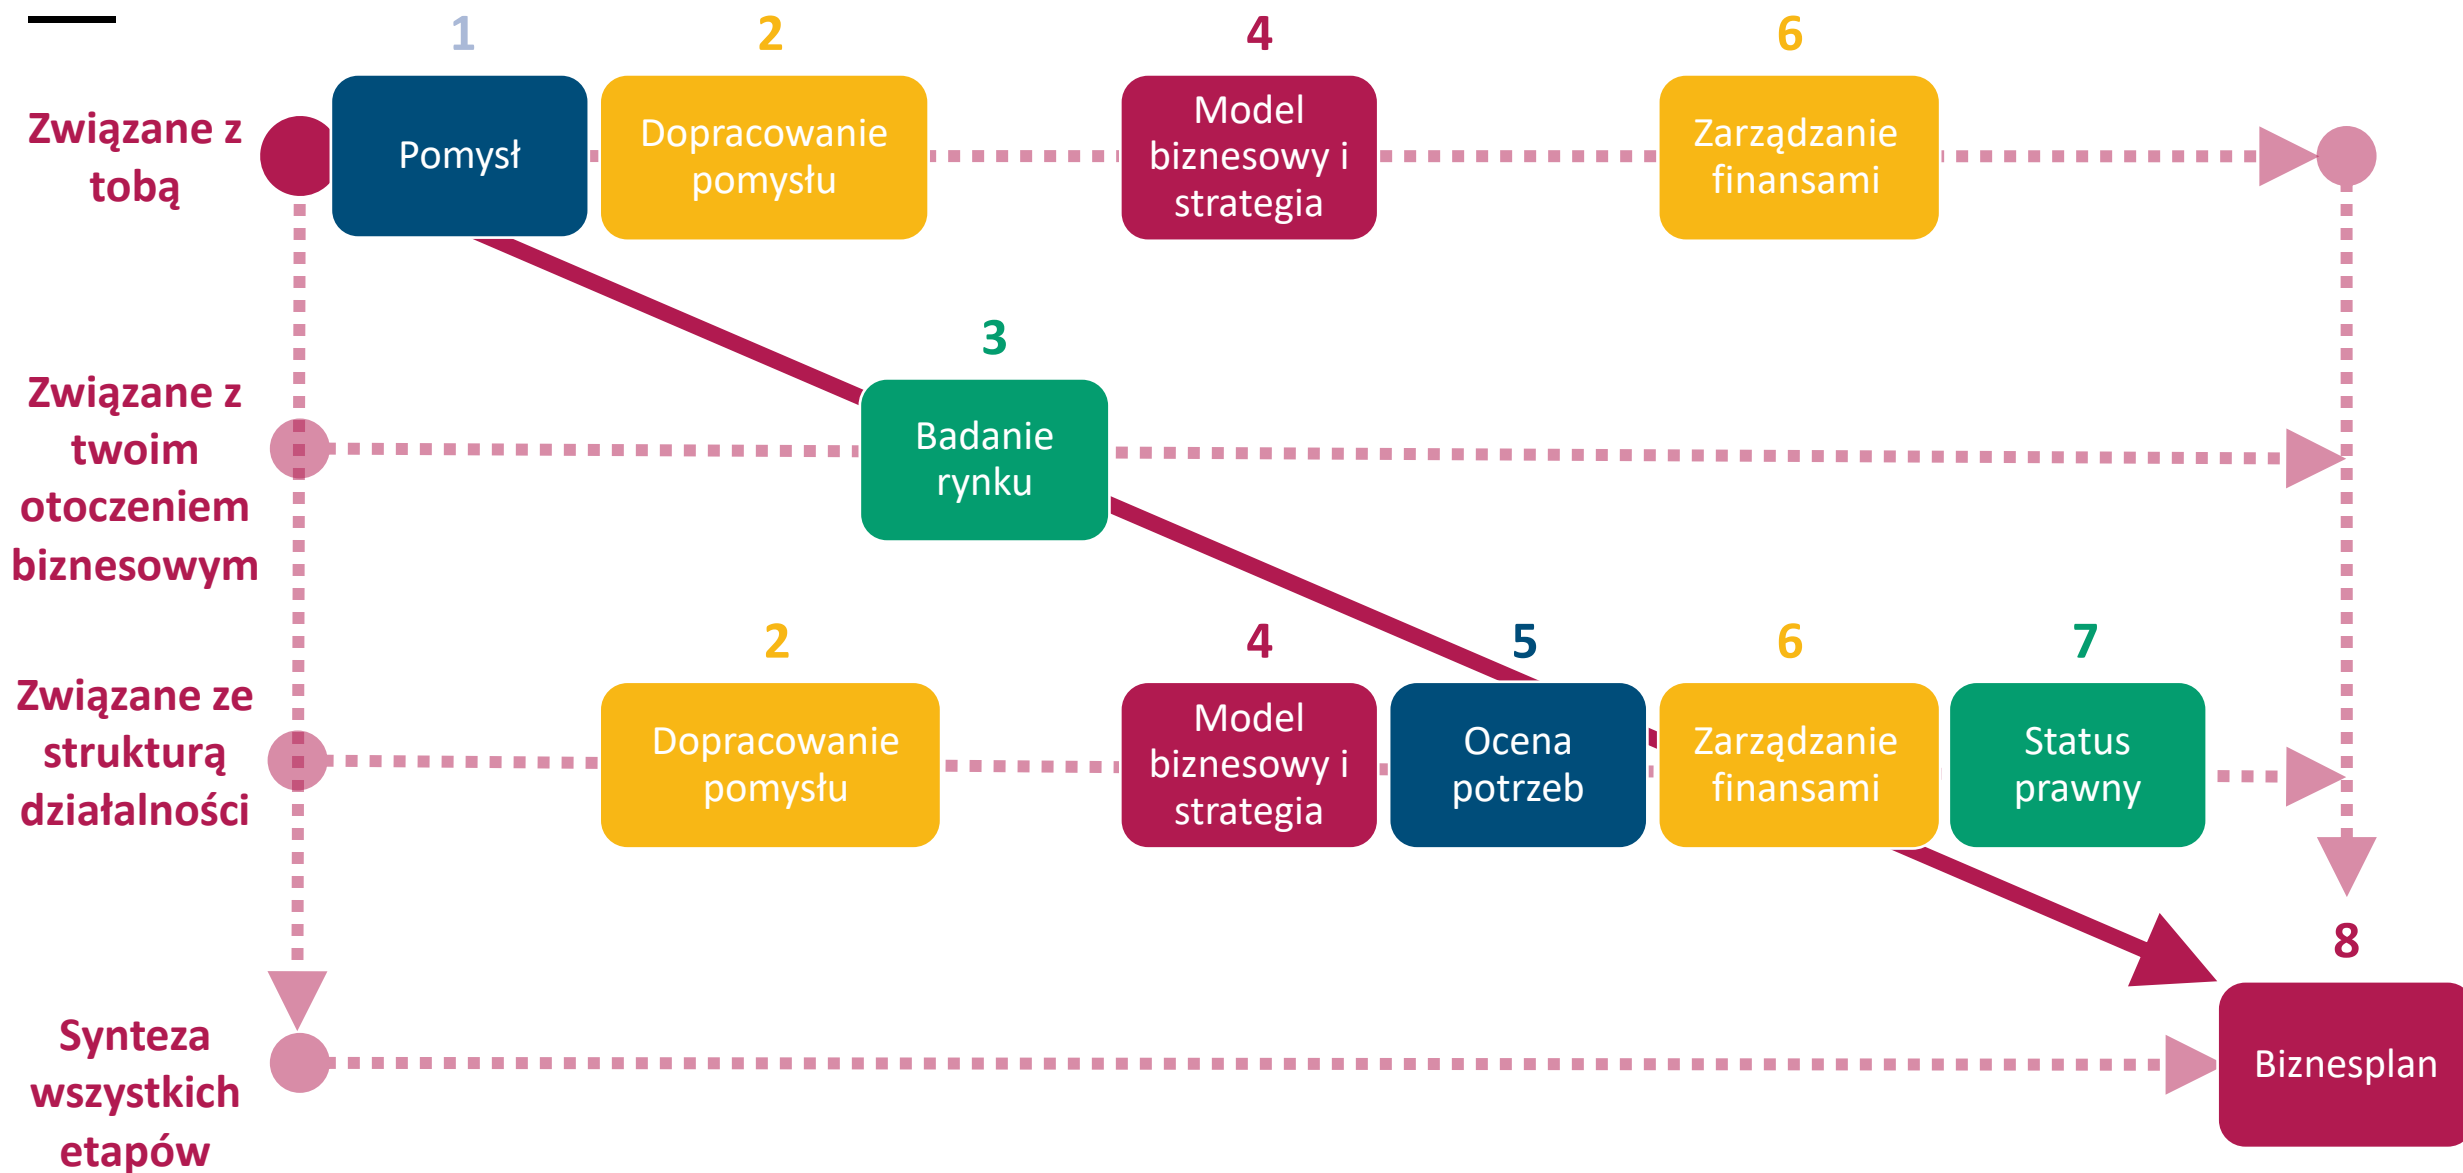 1
2
4
6
Związane z
tobą
Pomysł
Dopracowanie
pomysłu
Model
biznesowy i
strategia
Zarządzanie
finansami
3
Związane z
twoim
otoczeniem
biznesowym
Badanie
rynku
2
4
5
6
7
Związane ze
strukturą
działalności
Dopracowanie
pomysłu
Model
biznesowy i
strategia
Ocena
potrzeb
Zarządzanie
finansami
Status
prawny
8
Synteza
wszystkich
etapów
Biznesplan